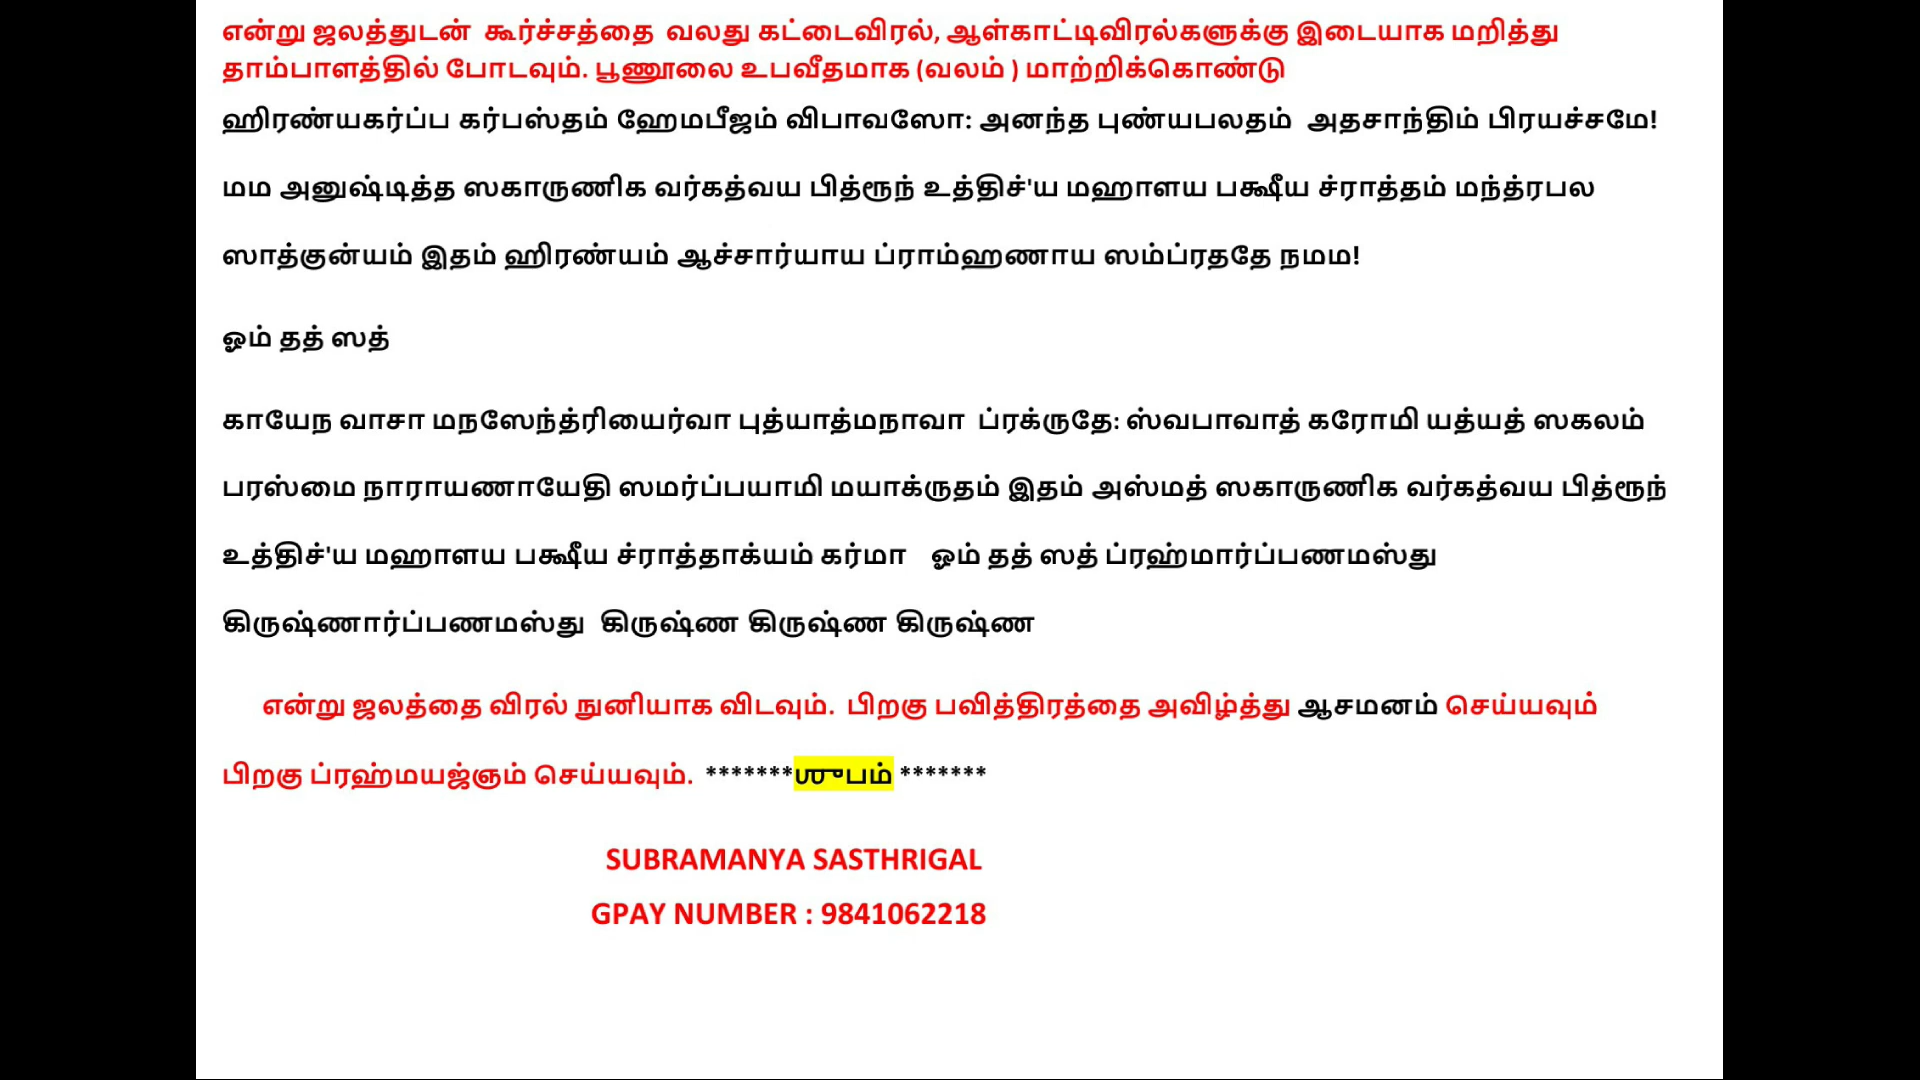 என்று ஜலத்துடன் கூர்ச்சத்தை வலது கட்டைவிரல், ஆள்காட்டிவிரல்களுக்கு இடையாக மறித்து
தாம்பாளத்தில் போடவும். பூணூலை உபவீதமாக (வலம் ) மாற்றிக்கொண்டு
ஹிரண்யகர்ப்ப கர்பஸ்தம் ஹேமபீஜம் விபாவஸோ: அனந்த புண்யபலதம் அதசாந்திம் பிரயச்சமே!
மம அனுஷ்டித்த ஸகாருணிக வர்கத்வய பித்ரூந் உத்திச்'ய மஹாளய பக்ஷீய ச்ராத்தம் மந்த்ரபல
ஸாத்குன்யம் இதம் ஹிரண்யம் ஆச்சார்யாய ப்ராம்ஹணாய ஸம்ப்ரததே நமம!
ஓம் தத் ஸத்
காயேந வாசா மநஸேந்த்ரியைர்வா புத்யாத்மநாவா ப்ரக்ருதே: ஸ்வபாவாத் கரோமி யத்யத் ஸகலம்
பரஸ்மை நாராயணாயேதி ஸமர்ப்பயாமி மயாக்ருதம் இதம் அஸ்மத் ஸகாருணிக வர்கத்வய பித்ரூந்
உத்திச்'ய மஹாளய பக்ஷீய ச்ராத்தாக்யம் கர்மா ஓம் தத் ஸத் ப்ரஹ்மார்ப்பணமஸ்து
கிருஷ்ணார்ப்பணமஸ்து கிருஷ்ண கிருஷ்ண கிருஷ்ண
என்று ஜலத்தை விரல் நுனியாக விடவும். பிறகு பவித்திரத்தை அவிழ்த்து ஆசமனம் செய்யவும்
பிறகு ப்ரஹ்மயஜ்ஞம் செய்யவும். *******ஶுபம் *******
SUBRAMANYA SASTHRIGAL
GPAY NUMBER : 9841062218